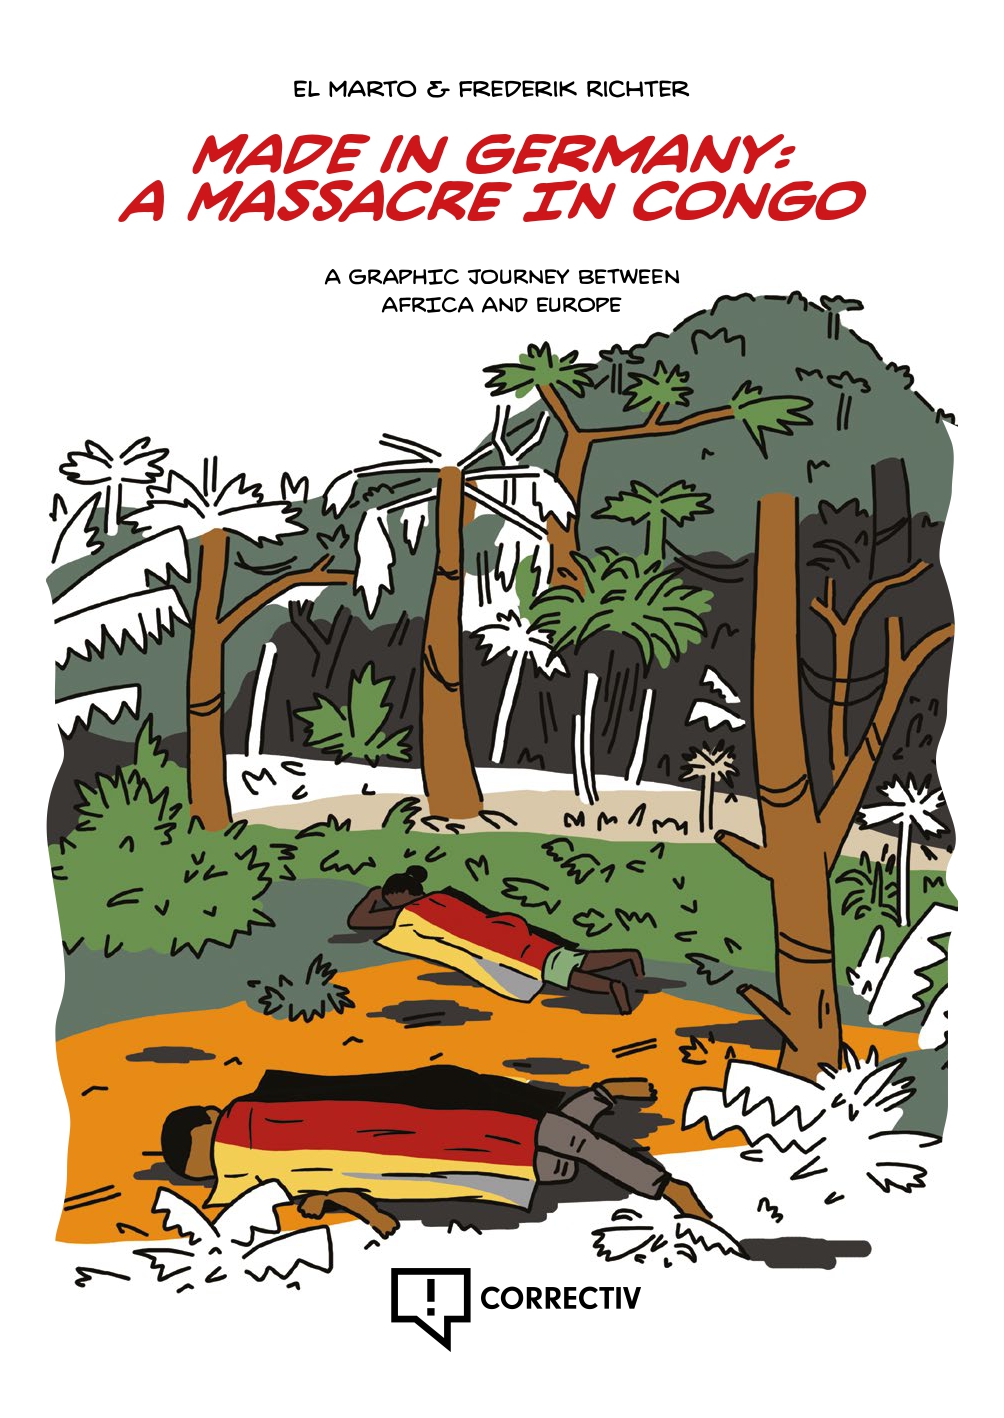 EL MARTO & FREDERIK RICHTER
MADE IN GERMANY:
A MASSACRE IN CONGO
A GRAPHIC JOURNEY BETWEEN
AFRICA AND EUROPE
! CORRECTIV